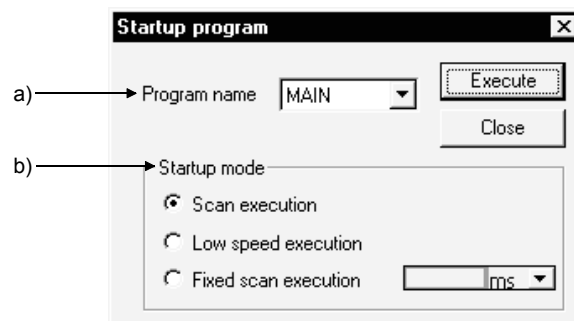 Startup program
a) Program name MAIN Execute
Close
b) Startup mode
Scan execution
Low speed execution
Fixed scan execution ms